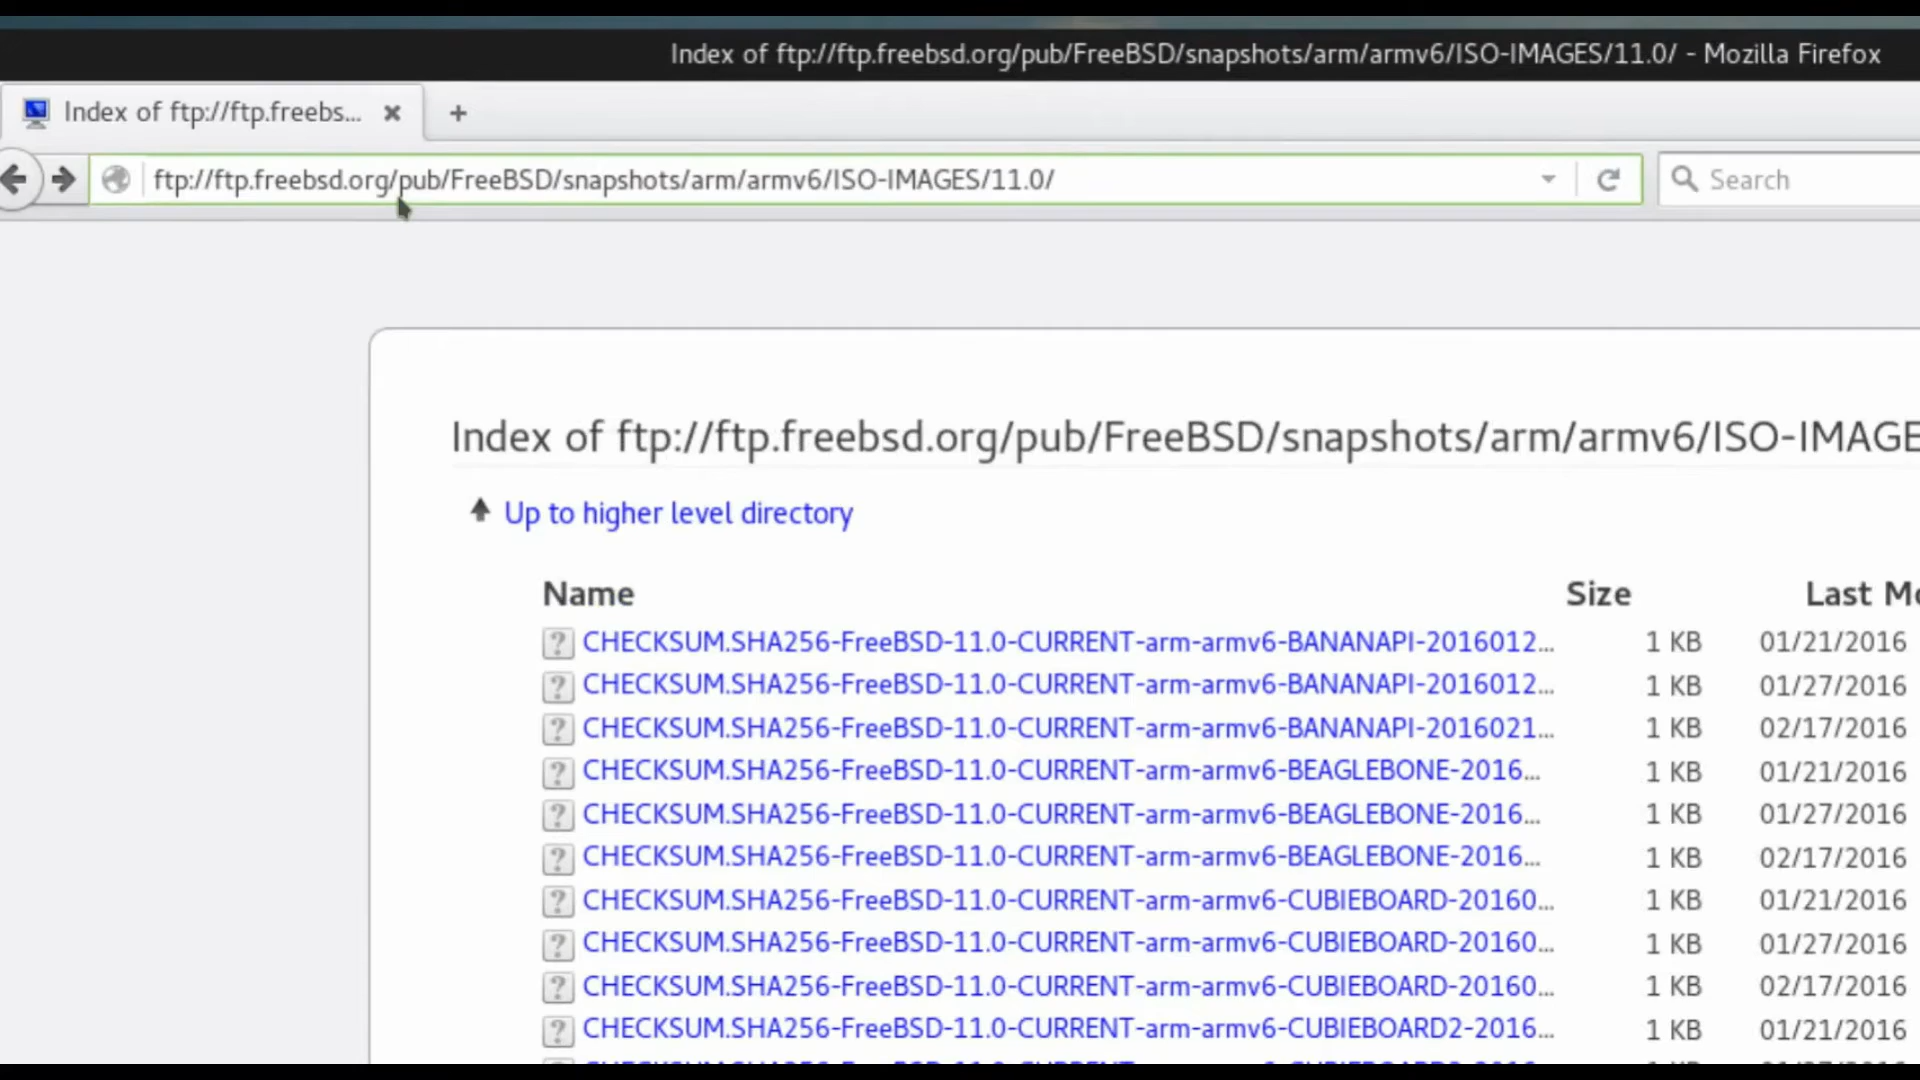 Index of ftp://ftp.freebsd.org/pub/FreeBSD/snapshots/arm/armv6/ISO-IMAGES/11.0/ - Mozilla Firefox
Index of ftp://ftp.freebs...
ftp://ftp.freebsd.org/pub/FreeBSD/snapshots/arm/armv6/ISO-IMAGES/11.0/
Search
Index of ftp://ftp.freebsd.org/pub/FreeBSD/snapshots/arm/armv6/ISO-IMAGE
Up to higher level directory
Name Size Last Mo
CHECKSUM.SHA256-FreeBSD-11.0-CURRENT-arm-armv6-BANANAPI-2016012... 1 KB 01/21/2016
CHECKSUM.SHA256-FreeBSD-11.0-CURRENT-arm-armv6-BANANAPI-2016012... 1 KB 01/27/2016
CHECKSUM.SHA256-FreeBSD-11.0-CURRENT-arm-armv6-BANANAPI-2016021... 1 KB 02/17/2016
CHECKSUM.SHA256-FreeBSD-11.0-CURRENT-arm-armv6-BEAGLEBONE-2016... 1 KB 01/21/2016
CHECKSUM.SHA256-FreeBSD-11.0-CURRENT-arm-armv6-BEAGLEBONE-2016... 1 KB 01/27/2016
CHECKSUM.SHA256-FreeBSD-11.0-CURRENT-arm-armv6-BEAGLEBONE-2016... 1 KB 02/17/2016
CHECKSUM.SHA256-FreeBSD-11.0-CURRENT-arm-armv6-CUBIEBOARD-20160... 1 KB 01/21/2016
CHECKSUM.SHA256-FreeBSD-11.0-CURRENT-arm-armv6-CUBIEBOARD-20160... 1 KB 01/27/2016
CHECKSUM.SHA256-FreeBSD-11.0-CURRENT-arm-armv6-CUBIEBOARD-20160... 1 KB 02/17/2016
CHECKSUM.SHA256-FreeBSD-11.0-CURRENT-arm-armv6-CUBIEBOARD2-2016... 1 KB 01/21/2016